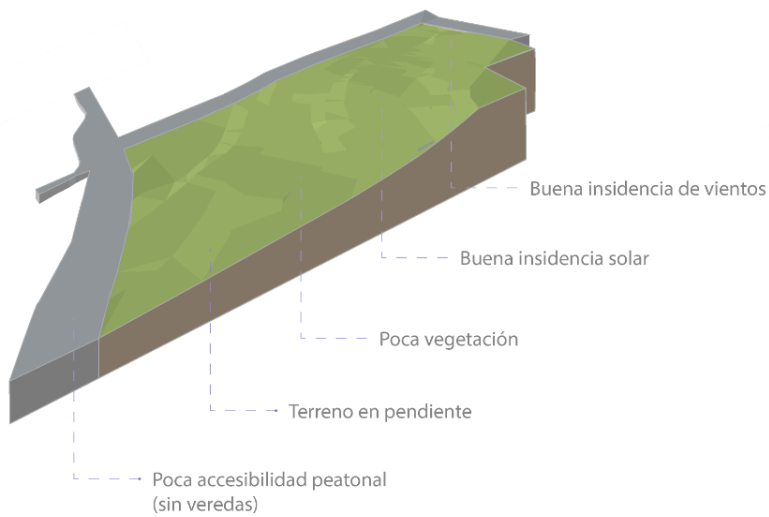 Buena insidencia de vientos
Buena insidencia solar
Poca vegetación
Terreno en pendiente
Poca accesibilidad peatonal
(sin veredas)